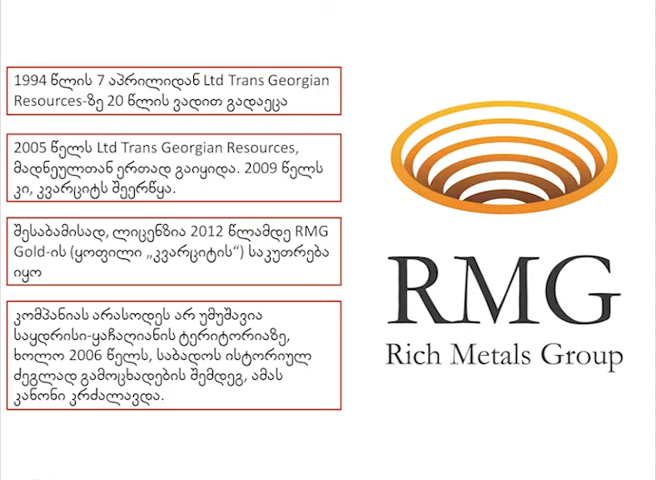 1994 წლის 7 აპრილიდან Ltd Trans Georgian
Resources-ზე 20 წლის ვადით გადაეცა
2005 წელს Ltd Trans Georgian Resources,
მადნეულთან ერთად გაიყიდა. 2009 წელს
კი, კვარციტს შეერწყა.
შესაბამისად, ლიცენზია 2012 წლამდე RMG
Gold-ის (ყოფილი „კვარციტის“) საკუთრება
იყო
კომპანიას არასოდეს არ უმუშავია
საყდრისი-ყაჩაღიანის ტერიტორიაზე,
ხოლო 2006 წელს, საბადოს ისტორიულ
ძეგლად გამოცხადების შემდეგ, ამას
კანონი კრძალავდა.
RMG
Rich Metals Group